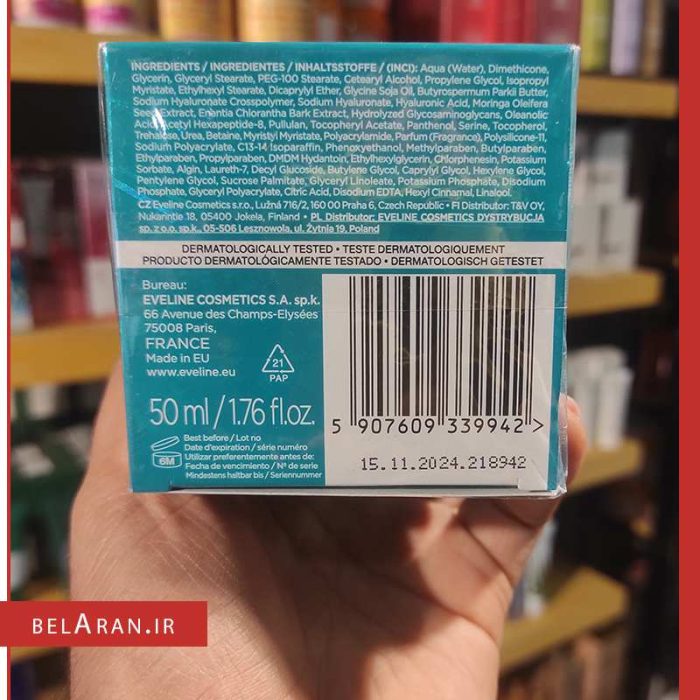 INGREDIENTS / INGREDIENTES / INHALTSSTOFFE / (INCI): Aqua (Water), Dimethicone,
Glycerin, Glyceryl Stearate, PEG-100 Stearate, Cetearyl Alcohol, Propylene Glycol, Isopropyl
Myristate, Ethylhexyl Stearate, Dicaprylyl Ether, Glycine Soja Oil, Butyrospermum Parkii Butter,
Sodium Hyaluronate Crosspolymer, Sodium Hyaluronate, Hyaluronic Acid, Moringa Oleifera
Seed Extract, Enantia Chlorantha Bark Extract, Hydrolyzed Glycosaminoglycans, Oleanolic
Acid, Acetyl Hexapeptide-8, Pullulan, Tocopheryl Acetate, Panthenol, Serine, Tocopherol,
Trehalose, Urea, Betaine, Myristyl Myristate, Polyacrylamide, Parfum (Fragrance), Polysilicone-11,
Sodium Polyacrylate, C13-14 Isoparaffin, Phenoxyethanol, Methylparaben, Butylparaben,
Ethylparaben, Propylparaben, DMDM Hydantoin, Ethylhexylglycerin, Chlorphenesin, Potassium
Sorbate, Algin, Laureth-7, Decyl Glucoside, Butylene Glycol, Caprylyl Glycol, Hexylene Glycol,
Pentylene Glycol, Sucrose Palmitate, Glyceryl Linoleate, Potassium Phosphate, Disodium
Phosphate, Glyceryl Polyacrylate, Citric Acid, Disodium EDTA, Hexyl Cinnamal, Linalool.
CZ Eveline Cosmetics s.r.o., Lužná 716/2, 160 00 Praha 6, Czech Republic • FI Distributor: T&V OY,
Nukarintie 18, 05400 Jokela, Finland • PL Distributor: EVELINE COSMETICS DYSTRYBUCJA
sp. z o.o. sp.k., 05-506 Lesznowola, ul. Żytnia 19, Poland
DERMATOLOGICALLY TESTED • TESTE DERMATOLOGIQUEMENT
PRODUCTO DERMATOLÓGICAMENTE TESTADO • DERMATOLOGISCH GETESTET
Bureau:
EVELINE COSMETICS S.A. sp.k.
66 Avenue des Champs-Elysées
75008 Paris,
FRANCE
Made in EU
www.eveline.eu
21
PAP
50 ml / 1.76 fl.oz.
6M
Best before / Lot no
Date d'expiration / série numéro
Utilizar preferentemente antes de:
Fecha de vencimiento / Nº de serie
Mindestens haltbar bis / Seriennummer
5 907609 339942 >
15.11.2024.218942
BELARAN.IR